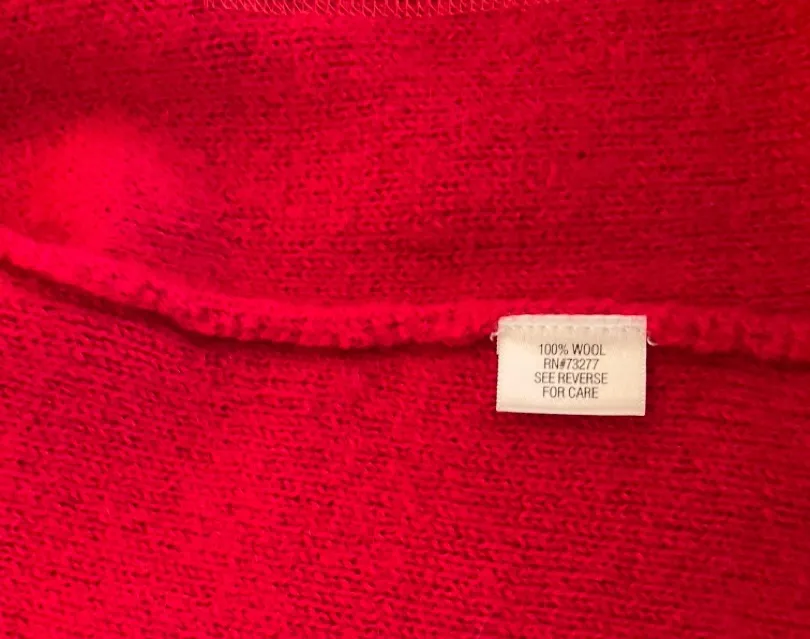 100% WOOL
RN#73277
SEE REVERSE
FOR CARE